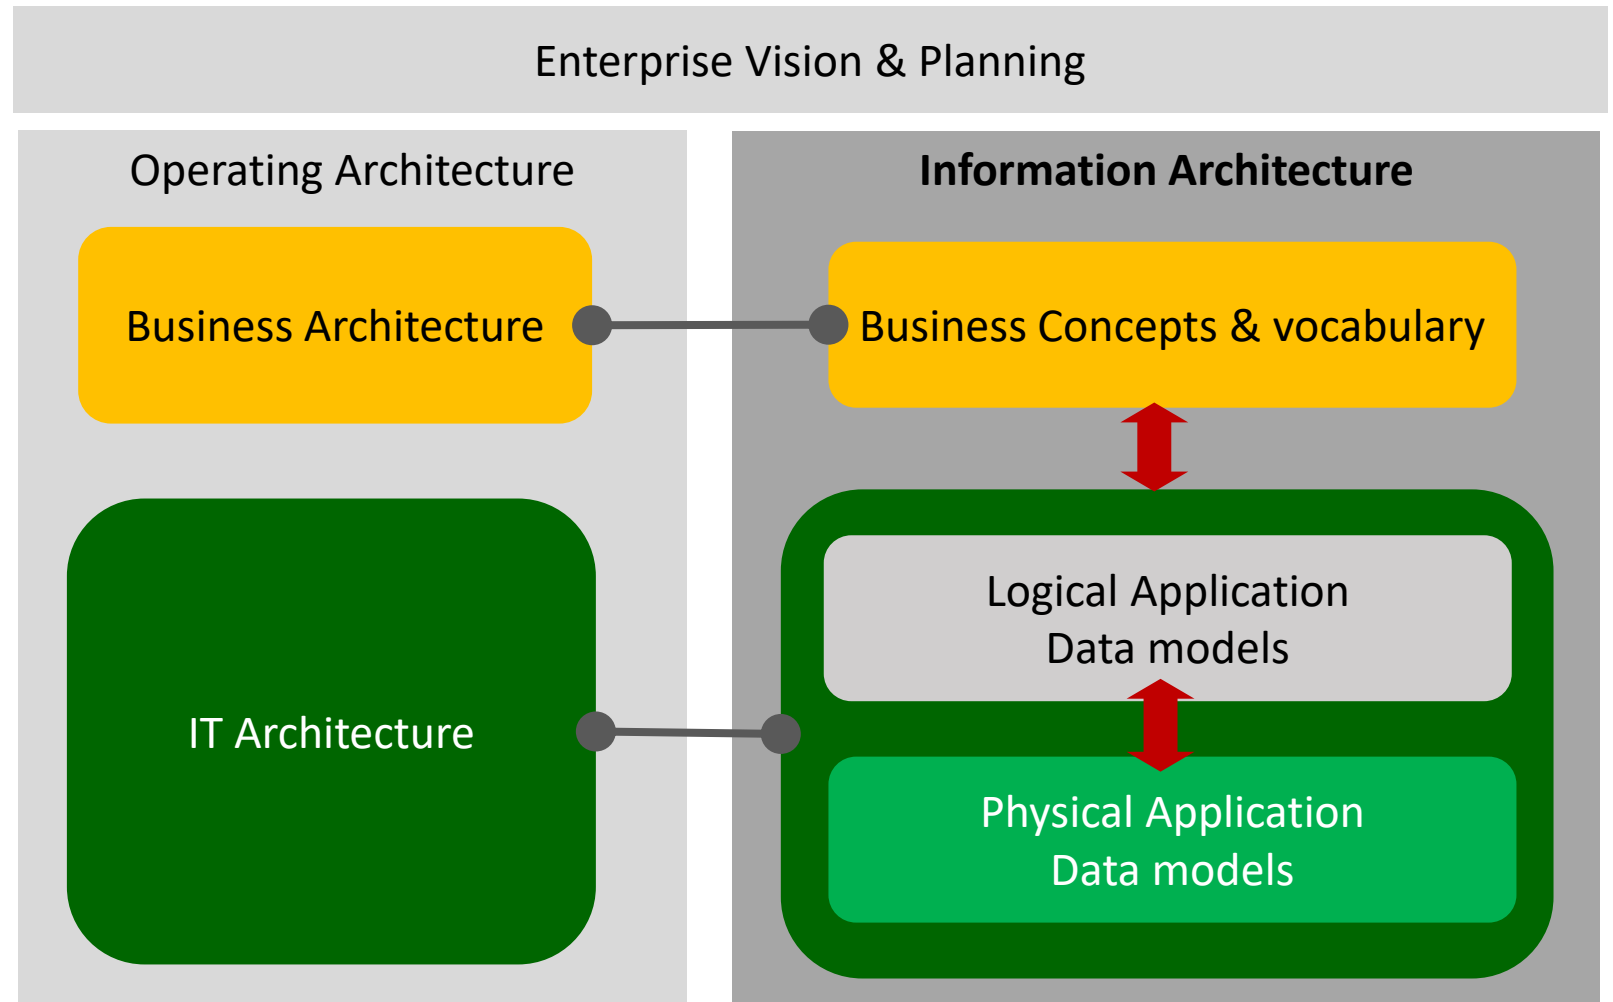 Enterprise Vision & Planning
Operating Architecture
Information Architecture
Business Architecture
Business Concepts & vocabulary
Logical Application
Data models
IT Architecture
Physical Application
Data models